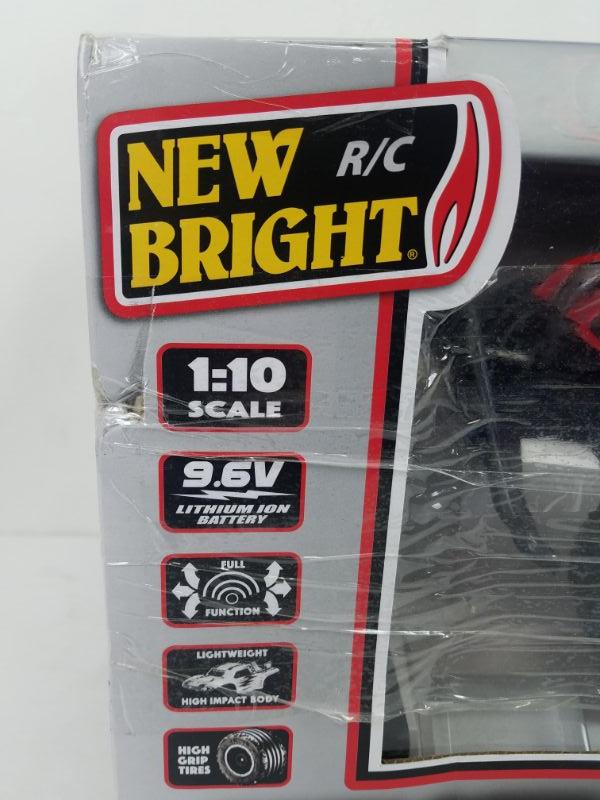 NEW R/C
BRIGHT®
1:10
SCALE
9.6V
LITHIUM ION
BATTERY
FULL
FUNCTION
LIGHTWEIGHT
HIGH IMPACT BODY
HIGH
GRIP
TIRES